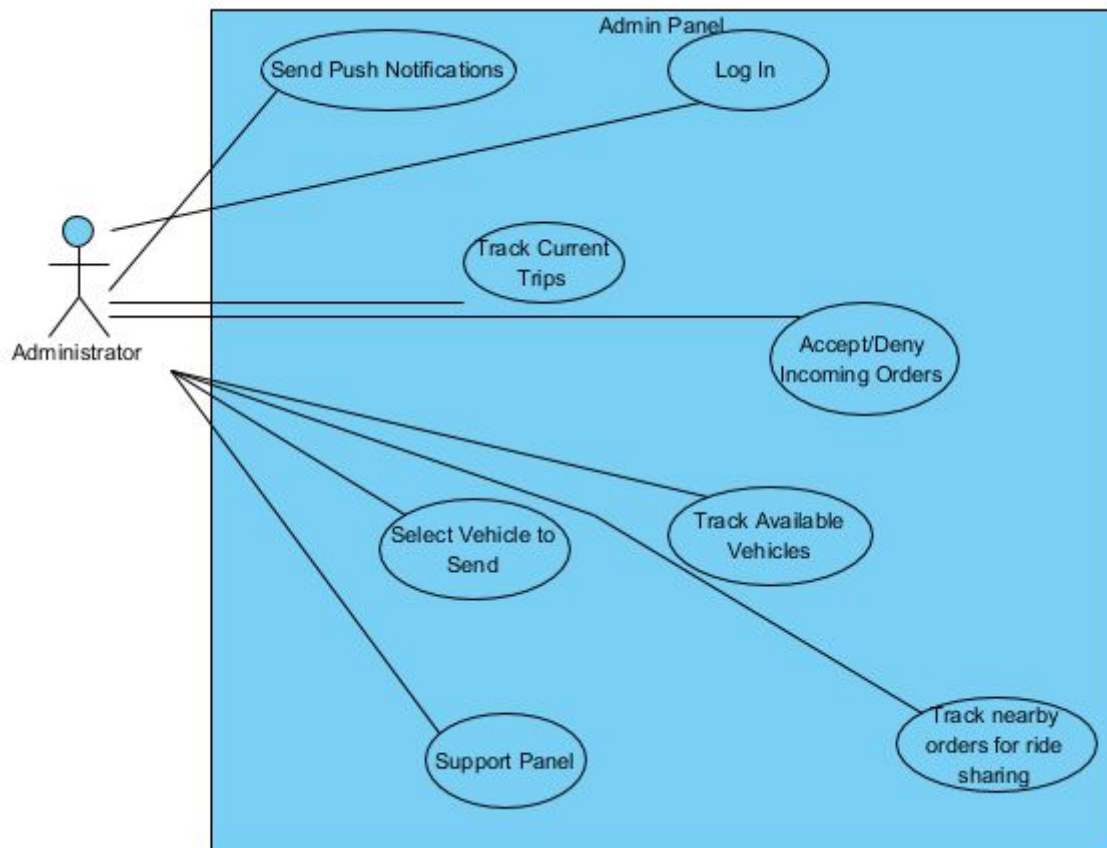 Admin Panel
Send Push Notifications
Log In
Track Current
Trips
Administrator
Accept/Deny
Incoming Orders
Select Vehicle to
Send
Track Available
Vehicles
Track nearby
orders for ride
sharing
Support Panel